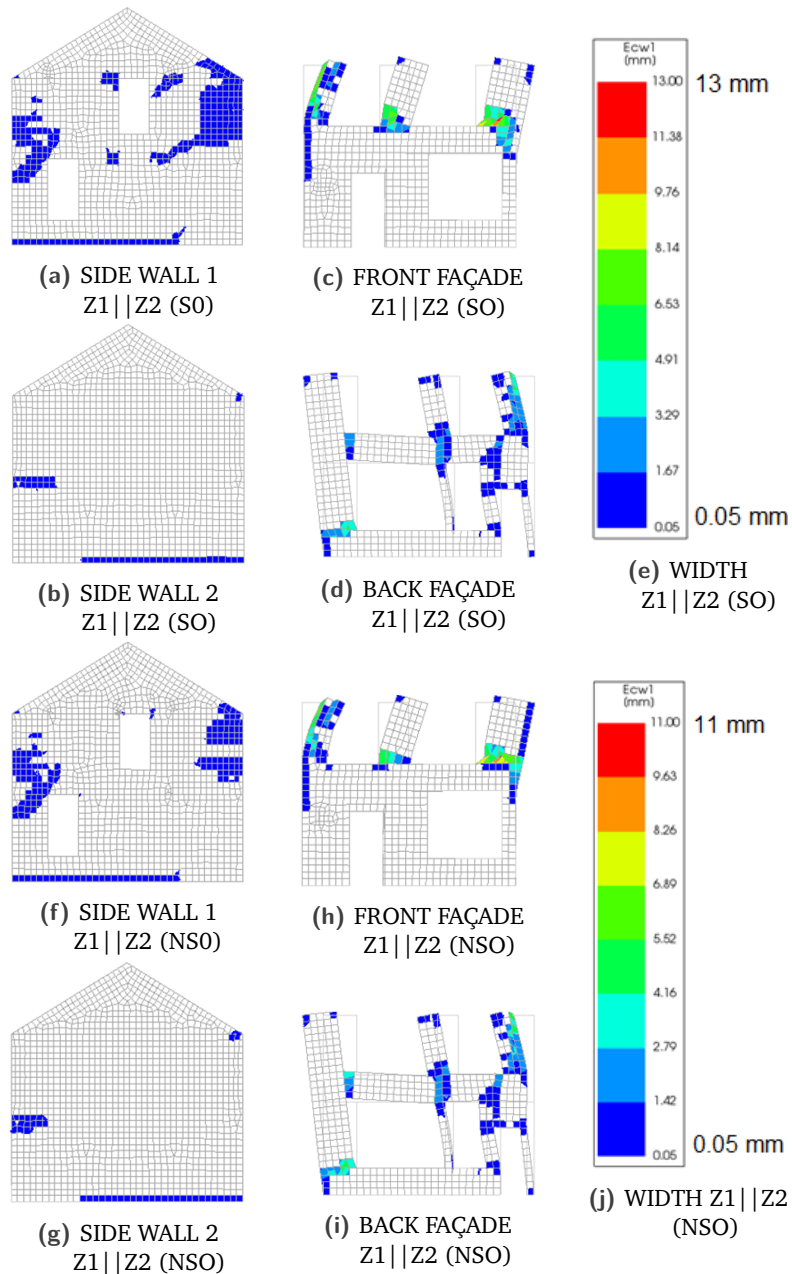 Ecw1
(mm)
13.00
13 mm
11.38
9.76
8.14
6.53
4.91
3.29
1.67
0.05
0.05 mm
(a) SIDE WALL 1
Z1||Z2 (S0)
(c) FRONT FAÇADE
Z1||Z2 (SO)
(b) SIDE WALL 2
Z1||Z2 (SO)
(d) BACK FAÇADE
Z1||Z2 (SO)
(e) WIDTH
Z1||Z2 (SO)
Ecw1
(mm)
11.00
11 mm
9.63
8.26
6.89
5.52
4.16
2.79
1.42
0.05
0.05 mm
(f) SIDE WALL 1
Z1||Z2 (NS0)
(h) FRONT FAÇADE
Z1||Z2 (NSO)
(g) SIDE WALL 2
Z1||Z2 (NSO)
(i) BACK FAÇADE
Z1||Z2 (NSO)
(j) WIDTH Z1||Z2
(NSO)